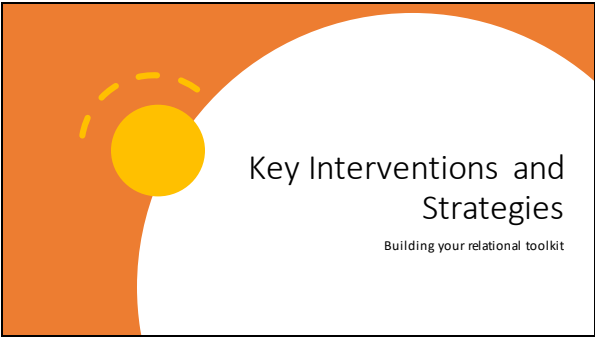 Key Interventions and
Strategies
Building your relational toolkit